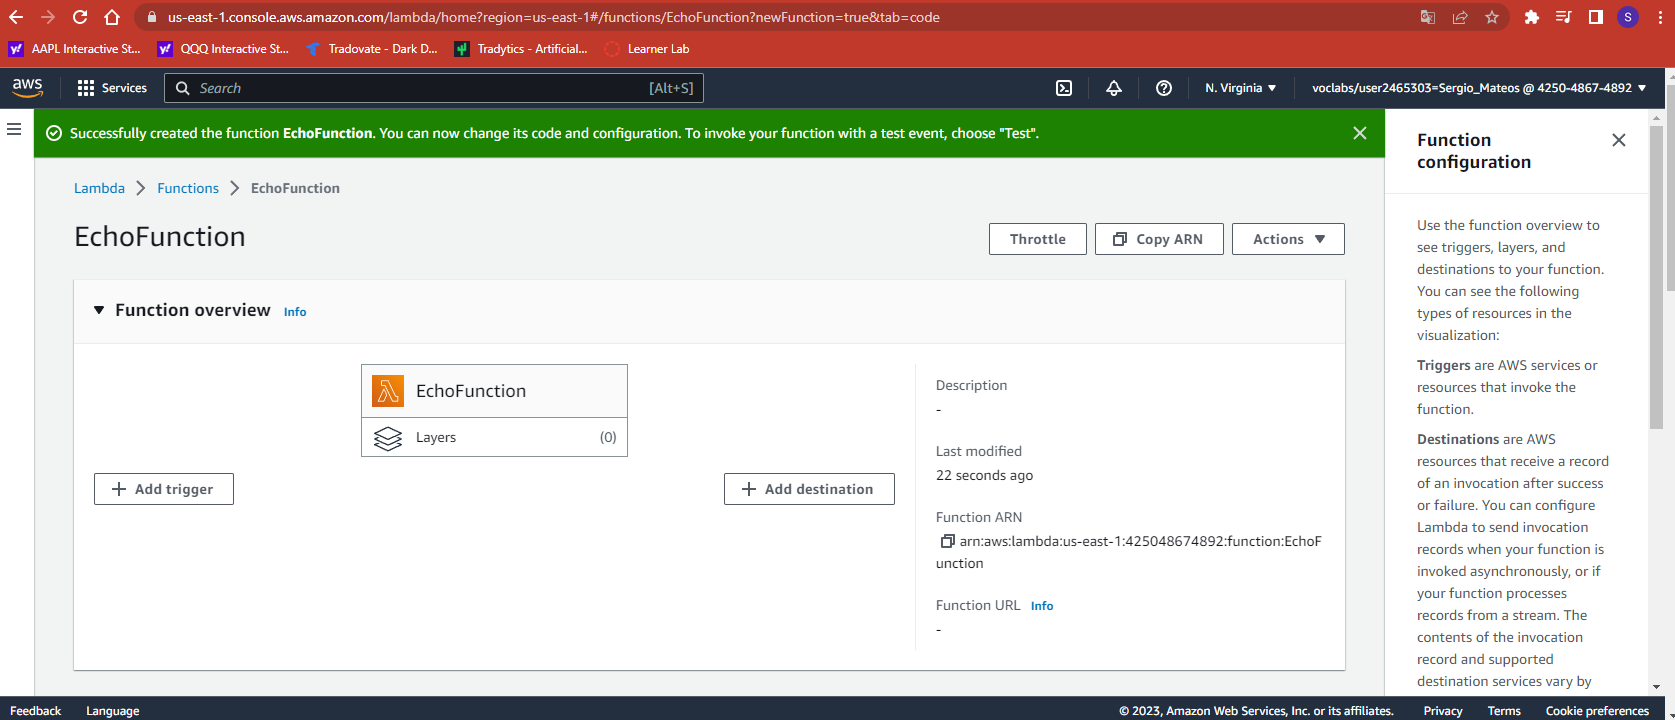 us-east-1.console.aws.amazon.com/lambda/home?region=us-east-1#/functions/EchoFunction?newFunction=true&tab=code
S
AAPL Interactive St...
QQQ Interactive St...
Tradovate - Dark D...
Tradytics - Artificial...
Learner Lab
aws
Services
Search
[Alt+S]
N. Virginia
voclabs/user2465303=Sergio_Mateos @ 4250-4867-4892
Successfully created the function EchoFunction. You can now change its code and configuration. To invoke your function with a test event, choose "Test".
Lambda
Functions
EchoFunction
EchoFunction
Throttle
Copy ARN
Actions
Function overview
Info
EchoFunction
Layers
(0)
+ Add trigger
+ Add destination
Description
-
Last modified
22 seconds ago
Function ARN
arn:aws:lambda:us-east-1:425048674892:function:EchoF
unction
Function URL
Info
-
Function
configuration
Use the function overview to
see triggers, layers, and
destinations to your function.
You can see the following
types of resources in the
visualization:
Triggers are AWS services or
resources that invoke the
function.
Destinations are AWS
resources that receive a record
of an invocation after success
or failure. You can configure
Lambda to send invocation
records when your function is
invoked asynchronously, or if
your function processes
records from a stream. The
contents of the invocation
record and supported
destination services vary by
Feedback
Language
© 2023, Amazon Web Services, Inc. or its affiliates.
Privacy
Terms
Cookie preferences